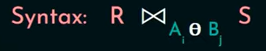 Syntax: R ⋈ Aᵢ ϴ Bⱼ S